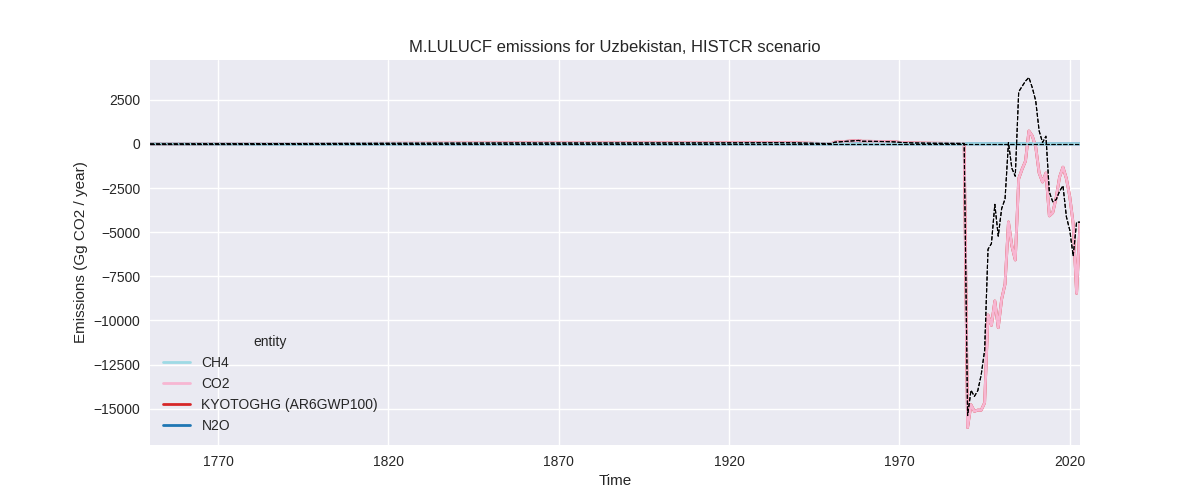 M.LULUCF emissions for Uzbekistan, HISTCR scenario
Emissions (Gg CO2 / year)
2500
0
−2500
−5000
−7500
−10000
−12500
−15000
entity
CH4
CO2
KYOTOGHG (AR6GWP100)
N2O
1770
1820
1870
1920
1970
2020
Time